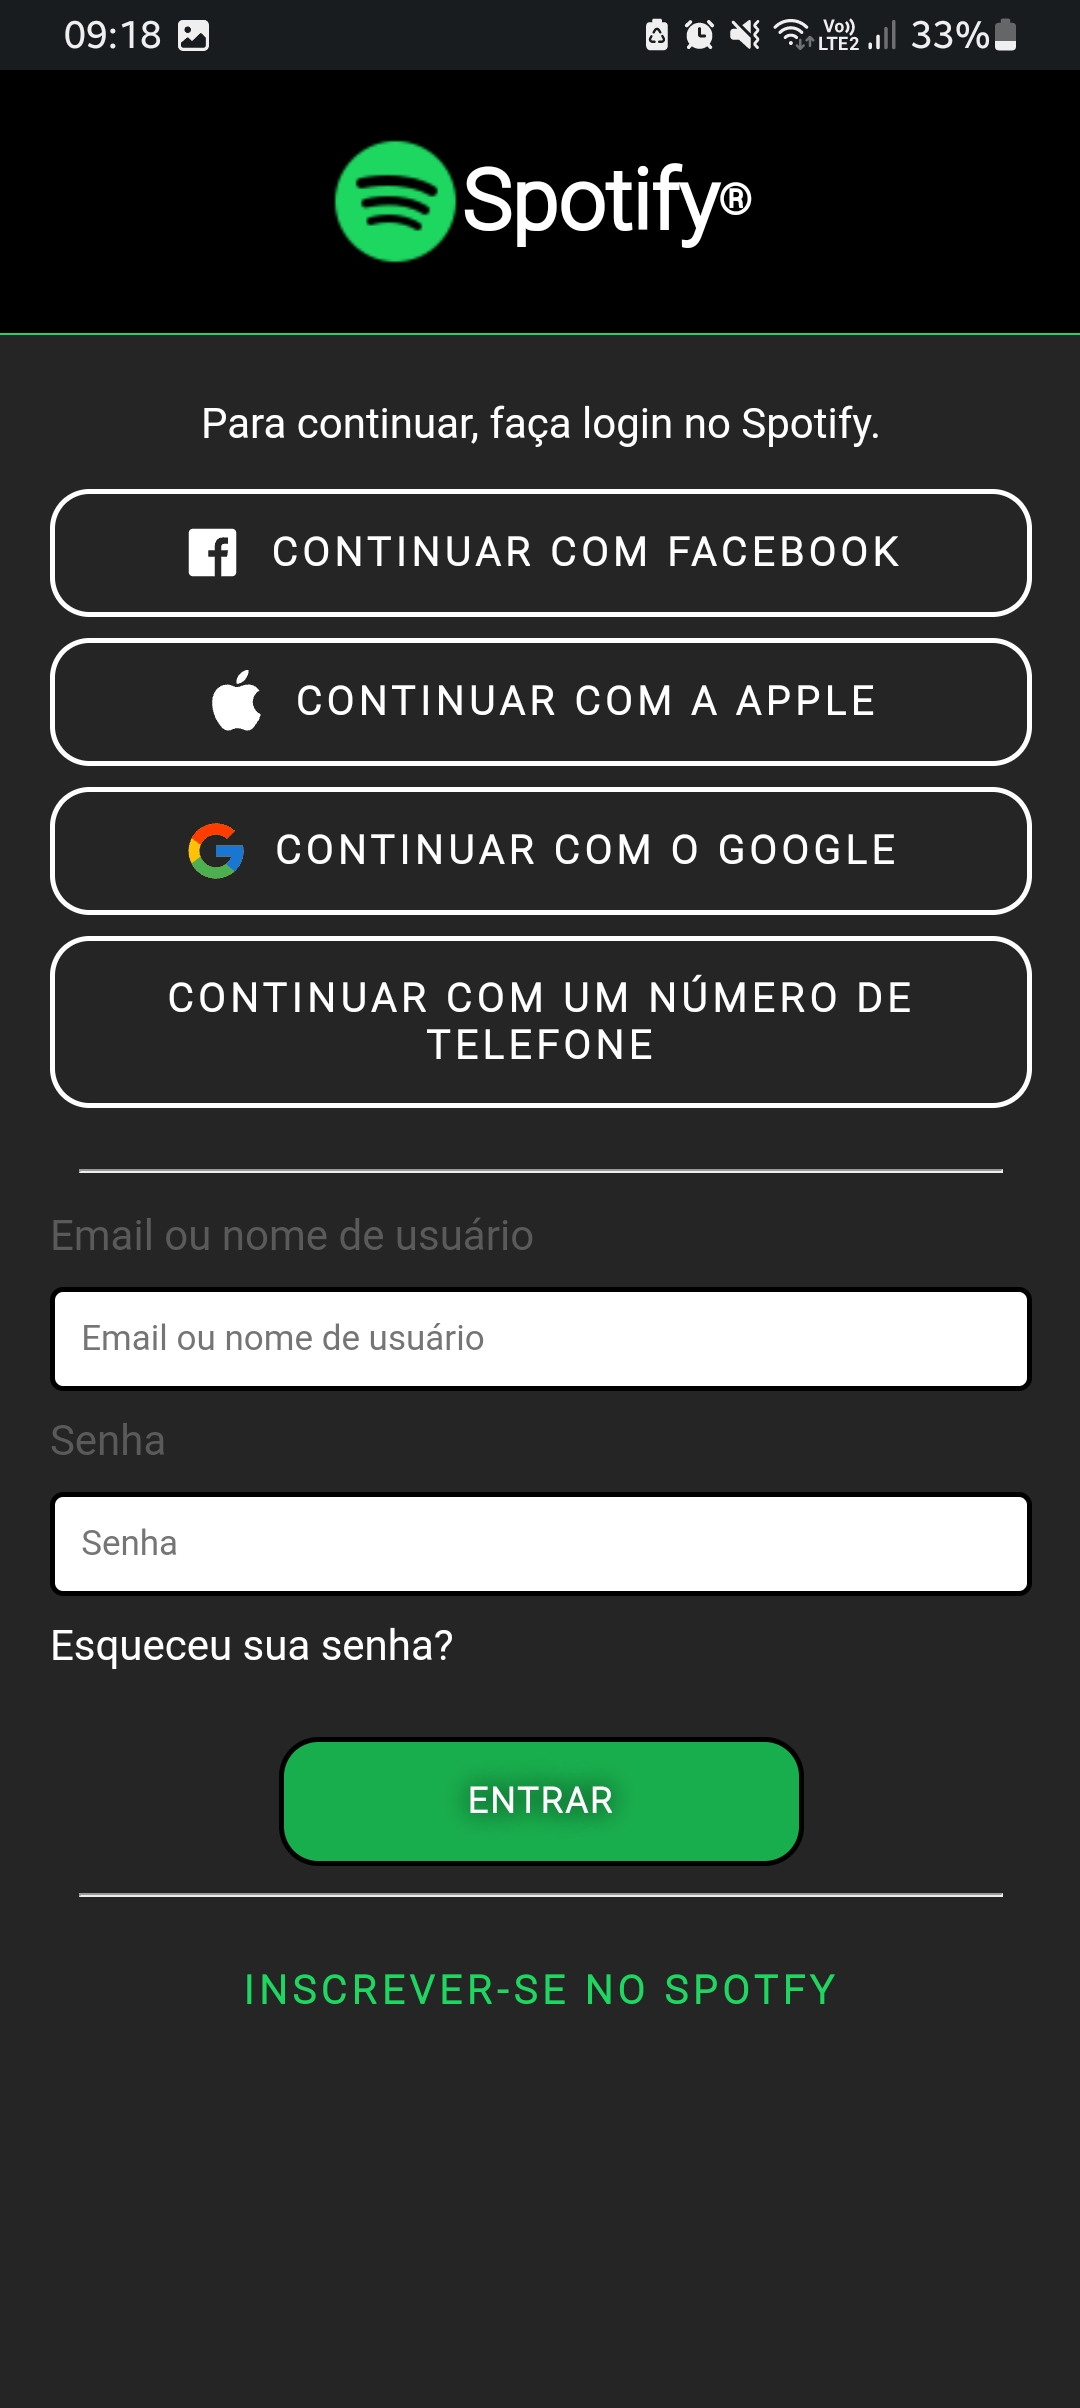 09:18
Vo)) LTE2 33%
Spotify®
Para continuar, faça login no Spotify.
CONTINUAR COM FACEBOOK
CONTINUAR COM A APPLE
CONTINUAR COM O GOOGLE
CONTINUAR COM UM NÚMERO DE
TELEFONE
Email ou nome de usuário
Email ou nome de usuário
Senha
Senha
Esqueceu sua senha?
ENTRAR
INSCREVER-SE NO SPOTFY